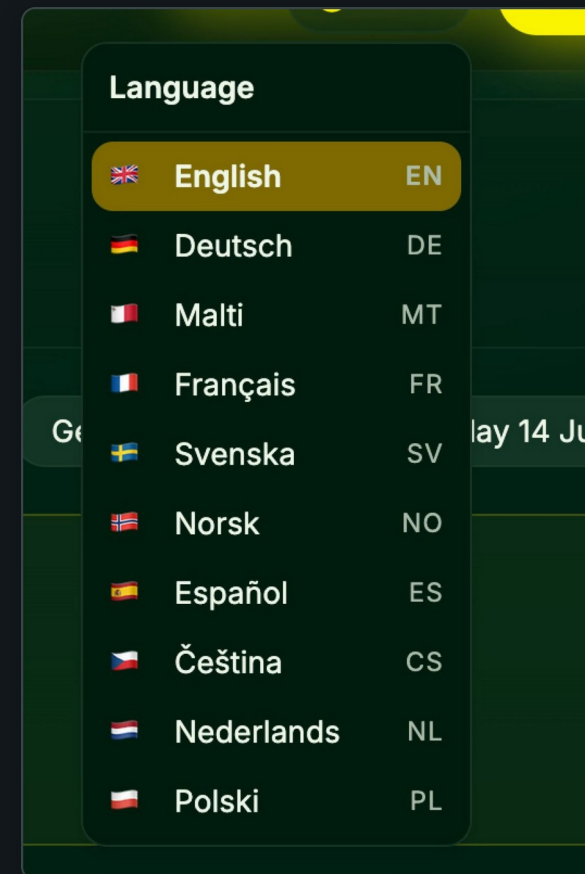 Language
English EN
Deutsch DE
Malti MT
Français FR
Svenska SV
Norsk NO
Español ES
Čeština CS
Nederlands NL
Polski PL
14